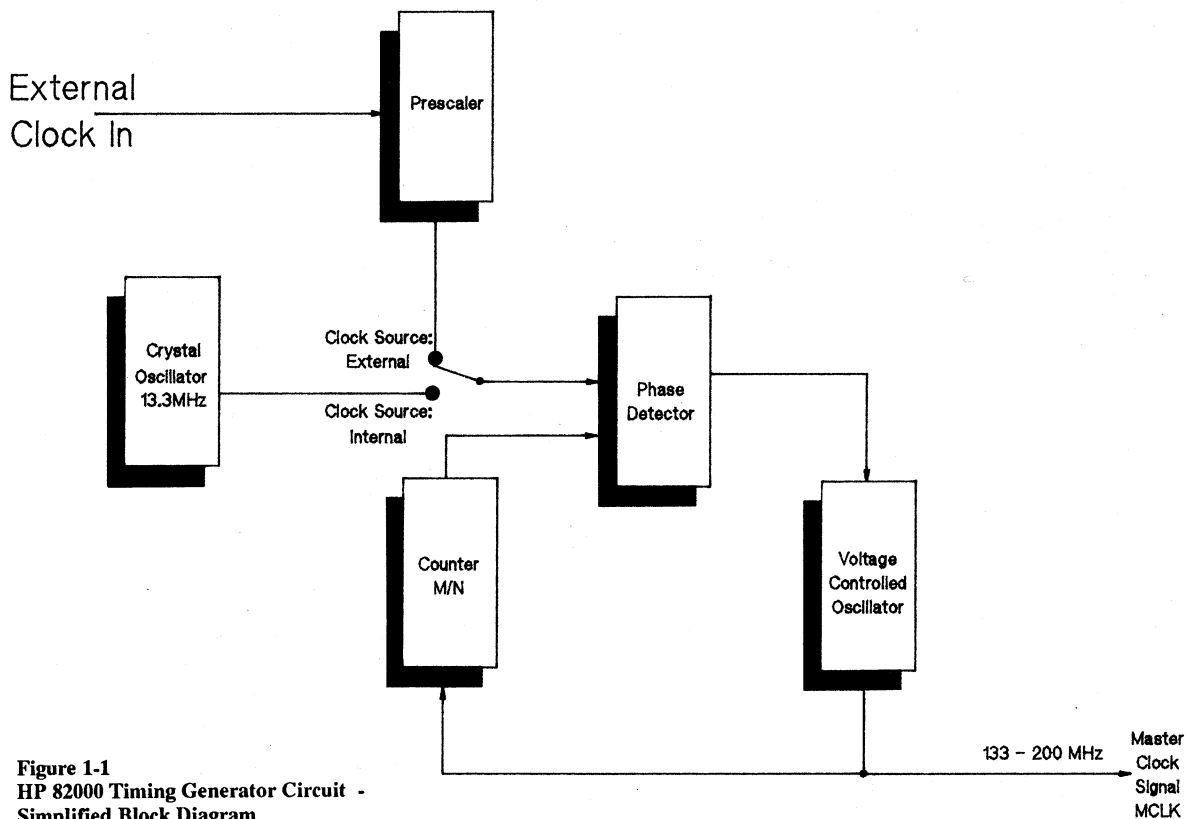 External
Clock In
Prescaler
Crystal
Oscillator
13.3MHz
Clock Source:
External
Clock Source:
Internal
Phase
Detector
Counter
M/N
Voltage
Controlled
Oscillator
133 - 200 MHz
Master
Clock
Signal
MCLK
Figure 1-1
HP 82000 Timing Generator Circuit -
Simplified Block Diagram